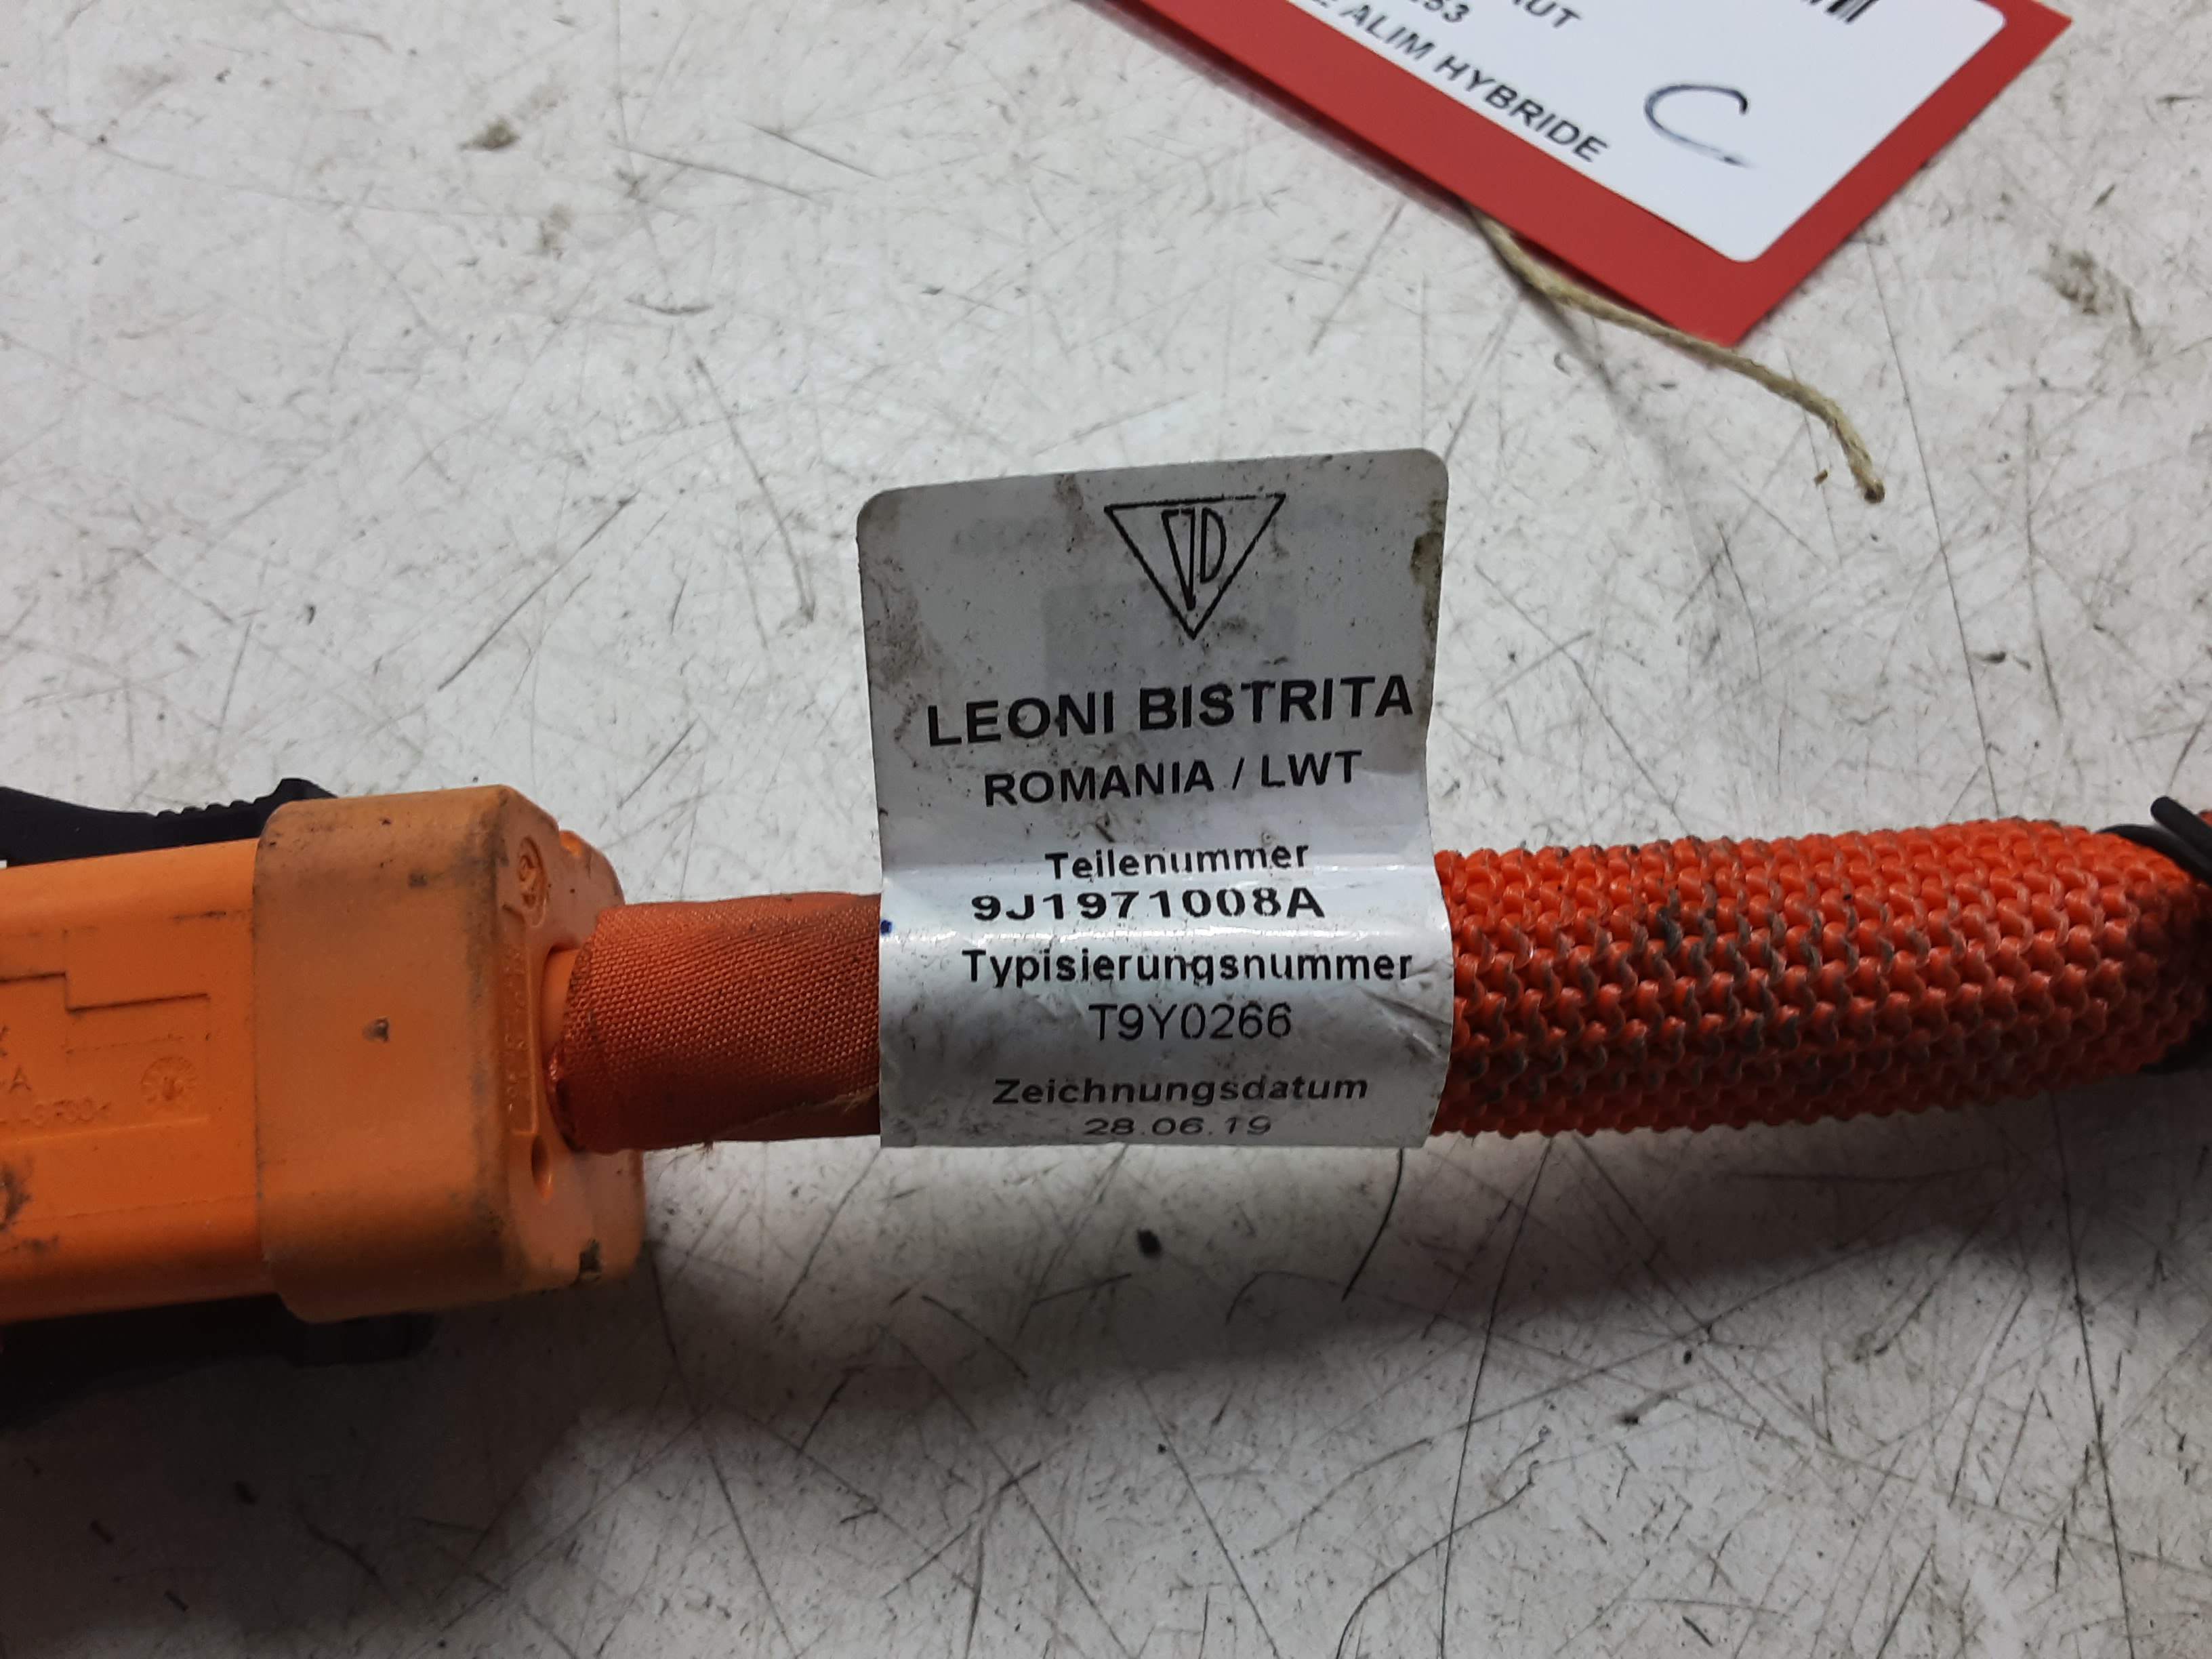 ALIM HYBRIDE
C
LEONI BISTRITA
ROMANIA / LWT
Teilenummer
9J1971008A
Typisierungsnummer
T9Y0266
Zeichnungsdatum
28.06.19